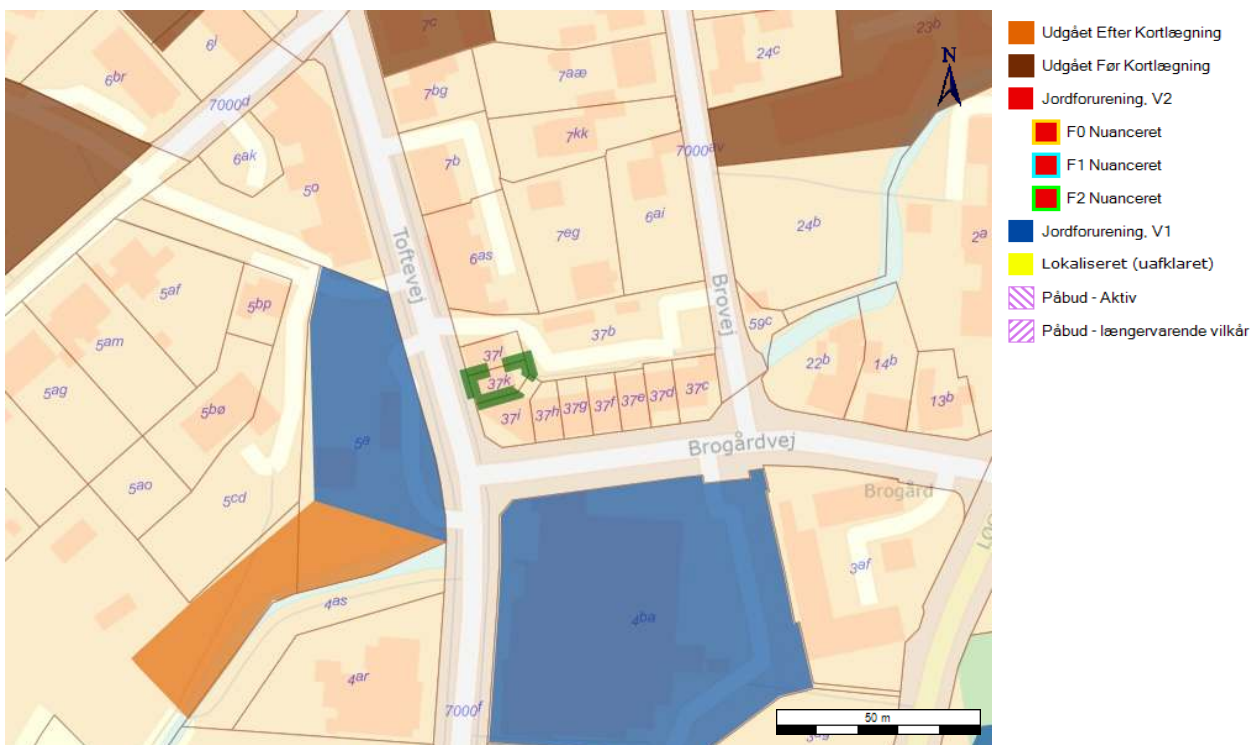 Udgået Efter Kortlægning
Udgået Før Kortlægning
Jordforurening, V2
F0 Nuanceret
F1 Nuanceret
F2 Nuanceret
Jordforurening, V1
Lokaliseret (uafklaret)
Påbud - Aktiv
Påbud - længervarende vilkår
N
7c
23b
6l
24c
6br
7aæ
7bg
7000d
7kk
7000av
6ak
7b
5o
6ai
24b
7eg
2a
6as
Toftevej
5af
5bp
Brovej
59c
5am
37b
37l
22b
14b
37k
5ag
37c
37d
37e
37f
37g
37h
37i
13b
5bø
5a
Brogårdvej
5ao
5cd
Brogård
3af
4as
4ba
4ar
7000f
50 m